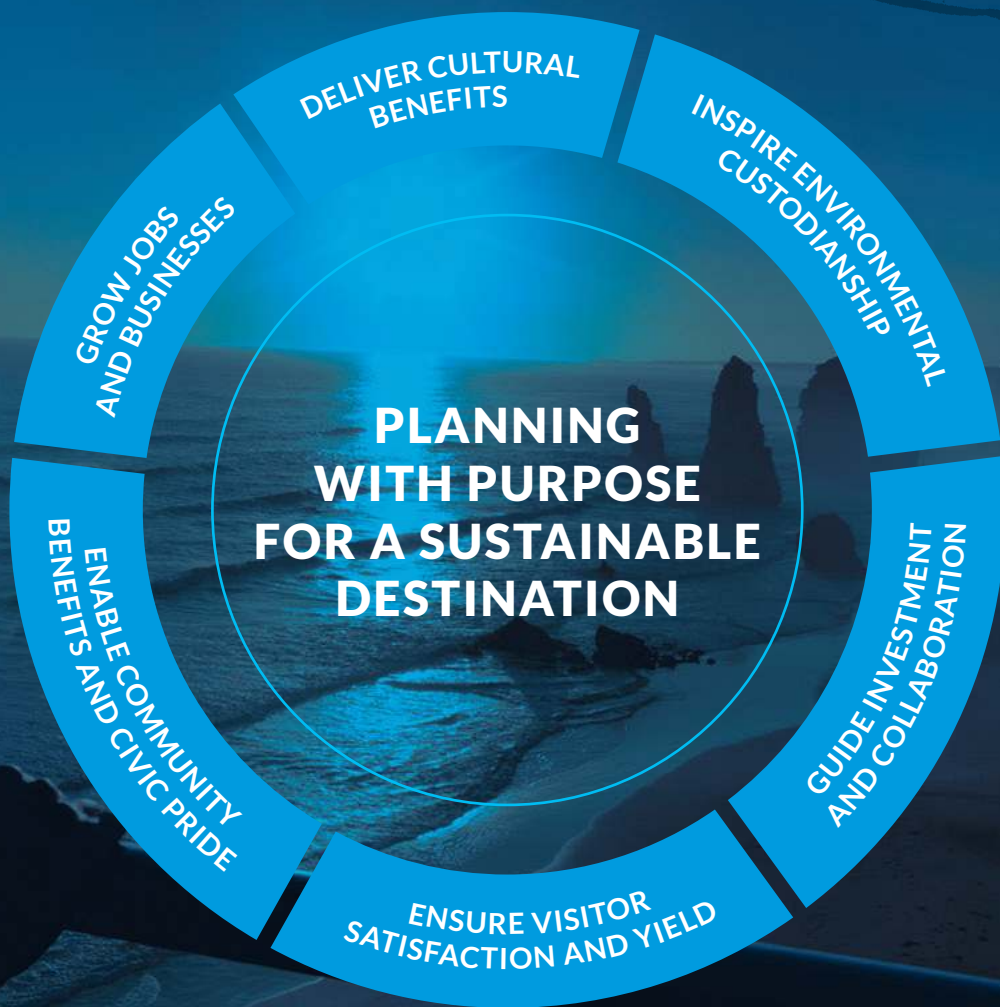 DELIVER CULTURAL
BENEFITS
INSPIRE ENVIRONMENTAL
CUSTODIANSHIP
GUIDE INVESTMENT
AND COLLABORATION
ENSURE VISITOR
SATISFACTION AND YIELD
ENABLE COMMUNITY
BENEFITS AND CIVIC PRIDE
GROW JOBS
AND BUSINESSES
PLANNING
WITH PURPOSE
FOR A SUSTAINABLE
DESTINATION